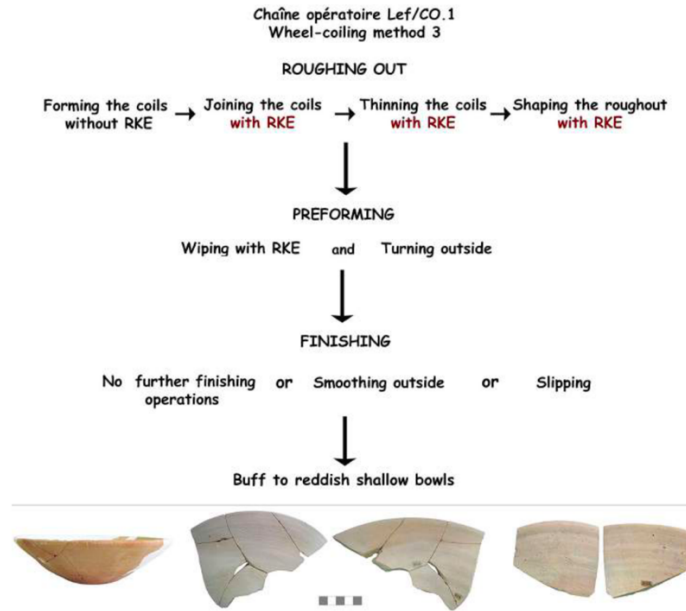 Chaîne opératoire Lef/CO.1
Wheel-coiling method 3
ROUGHING OUT
Forming the coils without RKE → Joining the coils with RKE → Thinning the coils with RKE → Shaping the roughout with RKE
PREFORMING
Wiping with RKE and Turning outside
FINISHING
No further finishing operations or Smoothing outside or Slipping
Buff to reddish shallow bowls